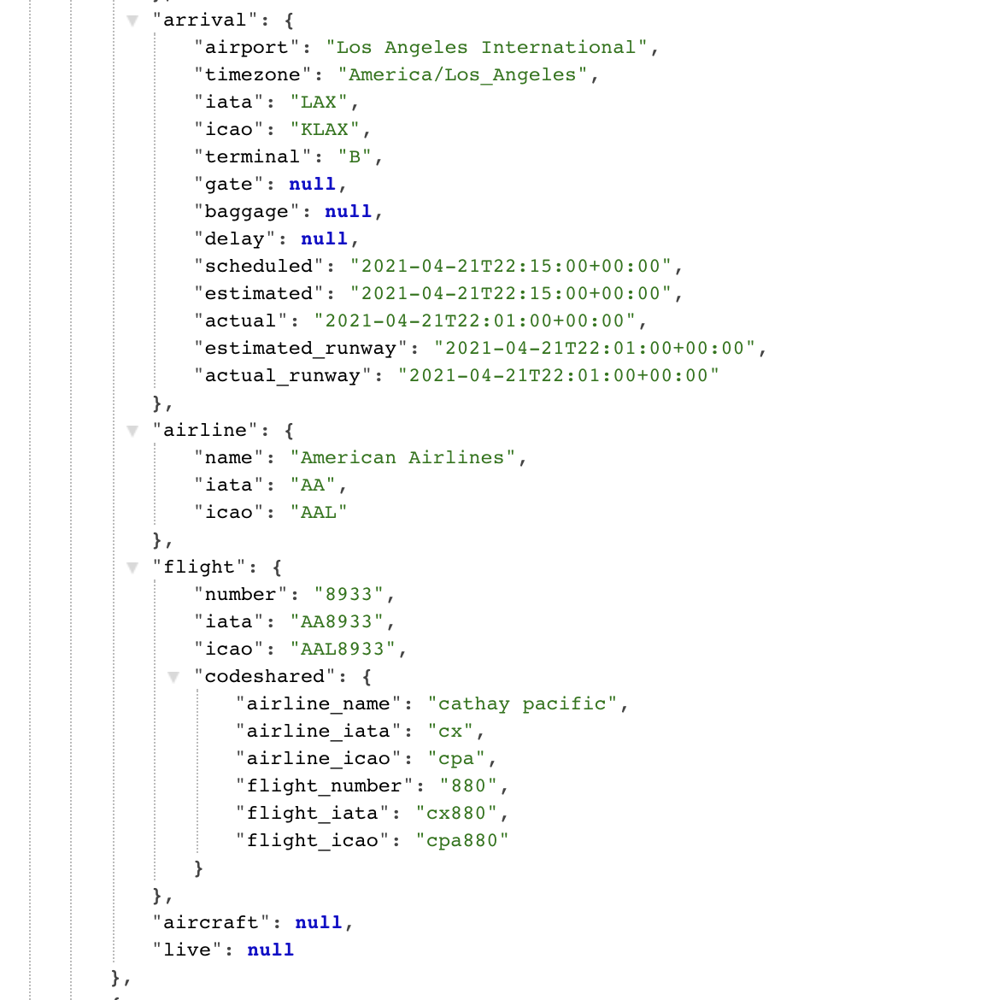 "arrival": {
"airport": "Los Angeles International",
"timezone": "America/Los_Angeles",
"iata": "LAX",
"icao": "KLAX",
"terminal": "B",
"gate": null,
"baggage": null,
"delay": null,
"scheduled": "2021-04-21T22:15:00+00:00",
"estimated": "2021-04-21T22:15:00+00:00",
"actual": "2021-04-21T22:01:00+00:00",
"estimated_runway": "2021-04-21T22:01:00+00:00",
"actual_runway": "2021-04-21T22:01:00+00:00"
},
"airline": {
"name": "American Airlines",
"iata": "AA",
"icao": "AAL"
},
"flight": {
"number": "8933",
"iata": "AA8933",
"icao": "AAL8933",
"codeshared": {
"airline_name": "cathay pacific",
"airline_iata": "cx",
"airline_icao": "cpa",
"flight_number": "880",
"flight_iata": "cx880",
"flight_icao": "cpa880"
}
},
"aircraft": null,
"live": null
},